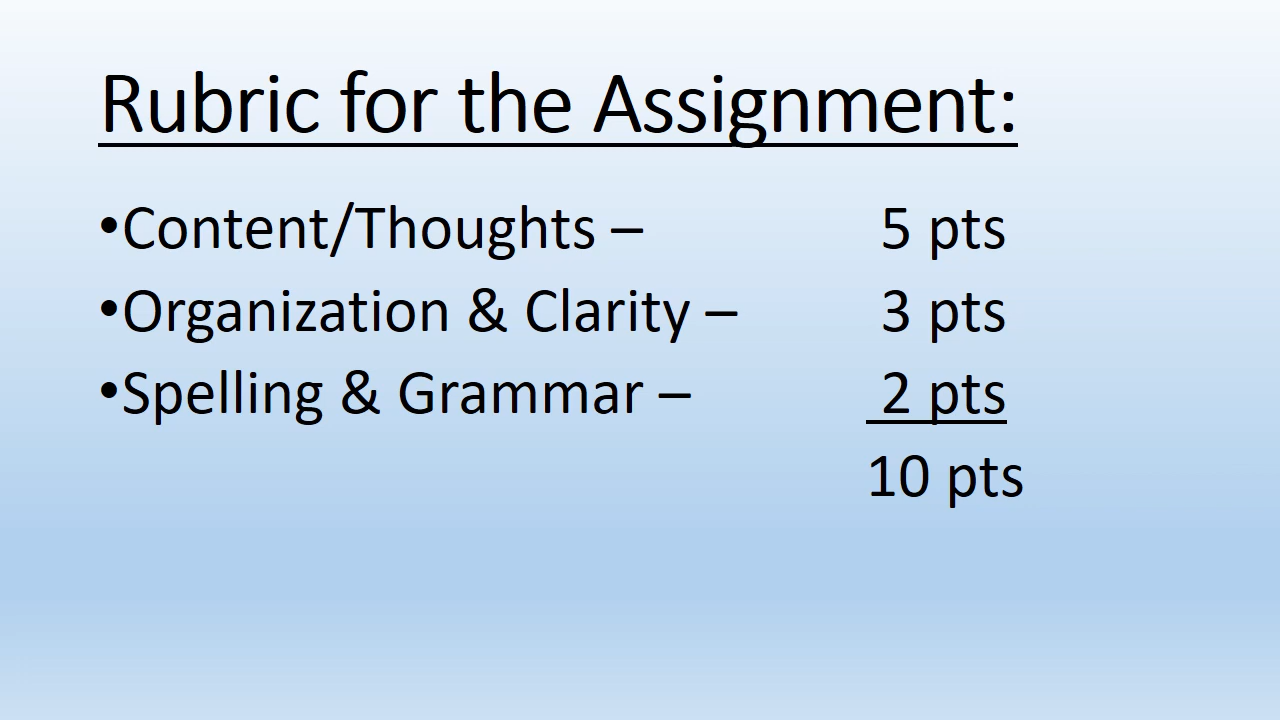 Rubric for the Assignment:
•Content/Thoughts – 5 pts
•Organization & Clarity – 3 pts
•Spelling & Grammar – 2 pts
10 pts